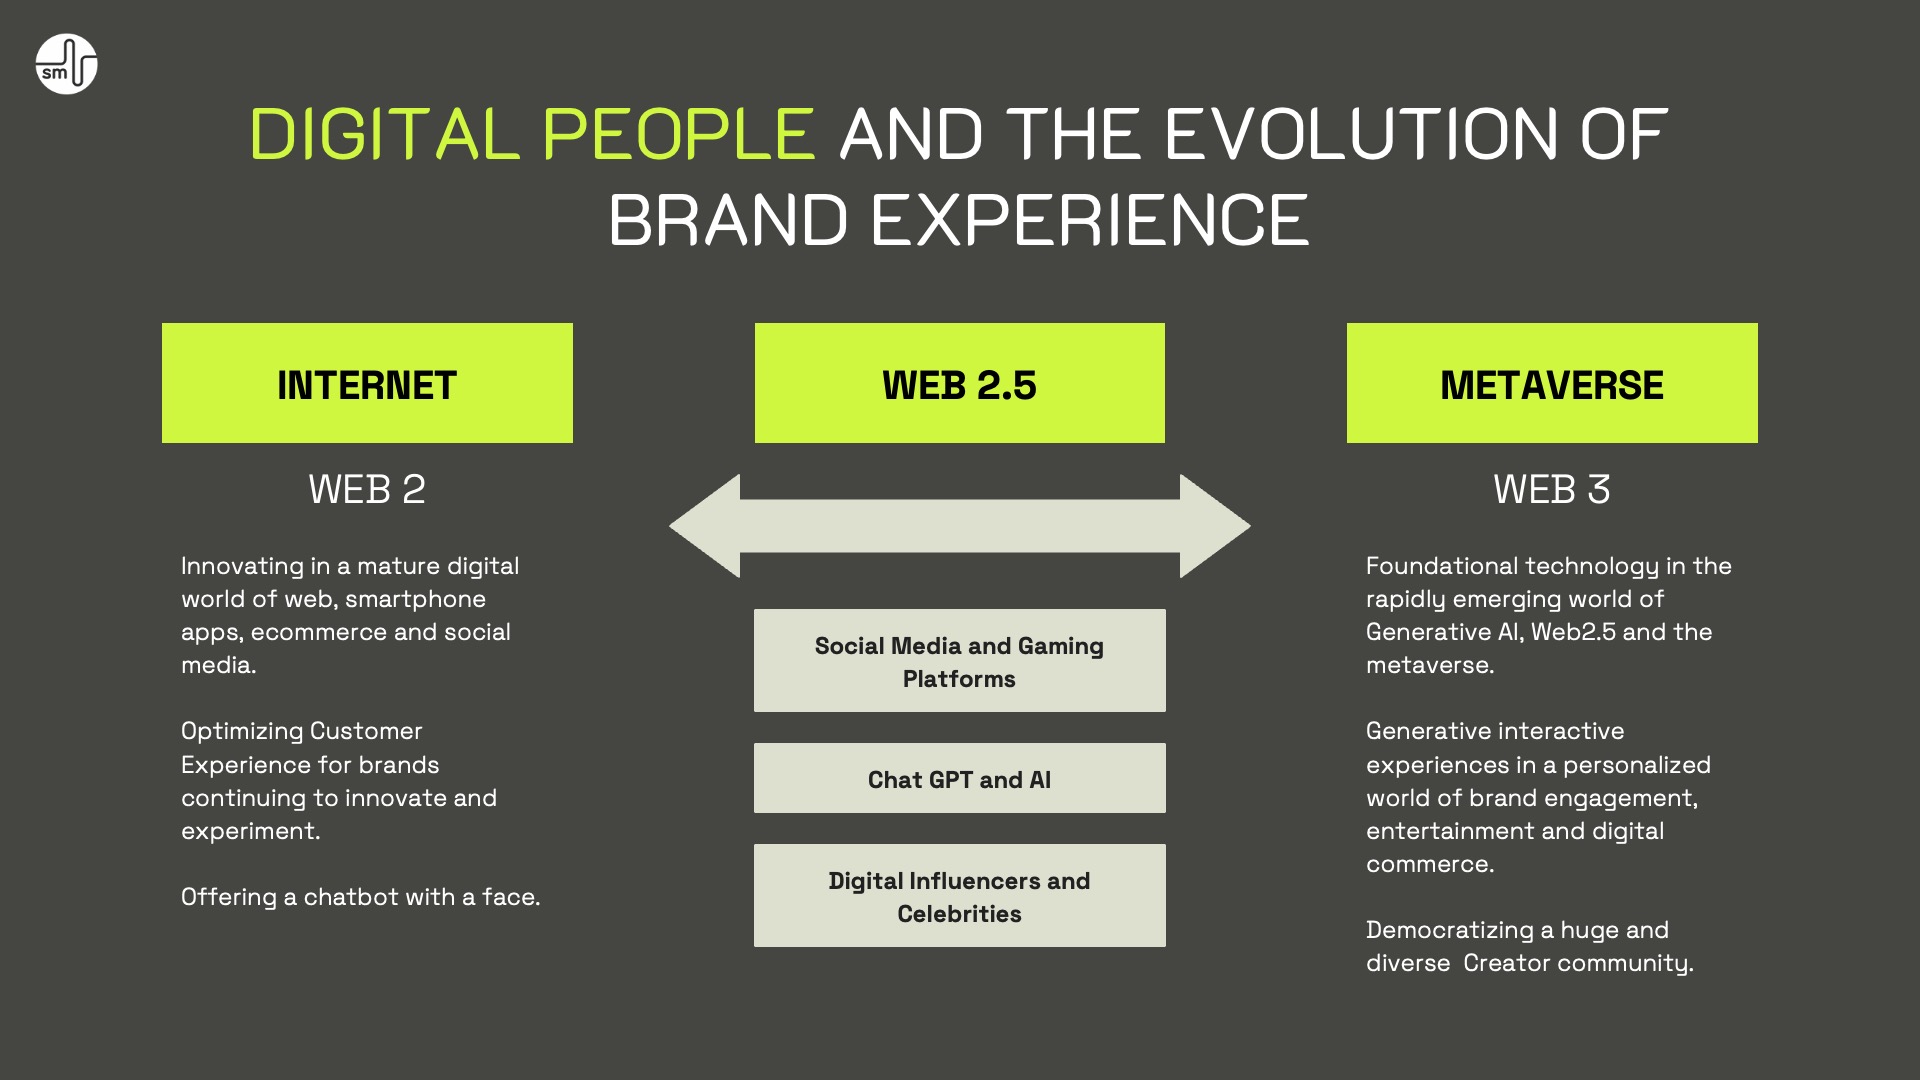 sm
DIGITAL PEOPLE AND THE EVOLUTION OF
BRAND EXPERIENCE
INTERNET
WEB 2
Innovating in a mature digital
world of web, smartphone
apps, ecommerce and social
media.
Optimizing Customer
Experience for brands
continuing to innovate and
experiment.
Offering a chatbot with a face.
WEB 2.5
Social Media and Gaming
Platforms
Chat GPT and AI
Digital Influencers and
Celebrities
METAVERSE
WEB 3
Foundational technology in the
rapidly emerging world of
Generative AI, Web2.5 and the
metaverse.
Generative interactive
experiences in a personalized
world of brand engagement,
entertainment and digital
commerce.
Democratizing a huge and
diverse  Creator community.